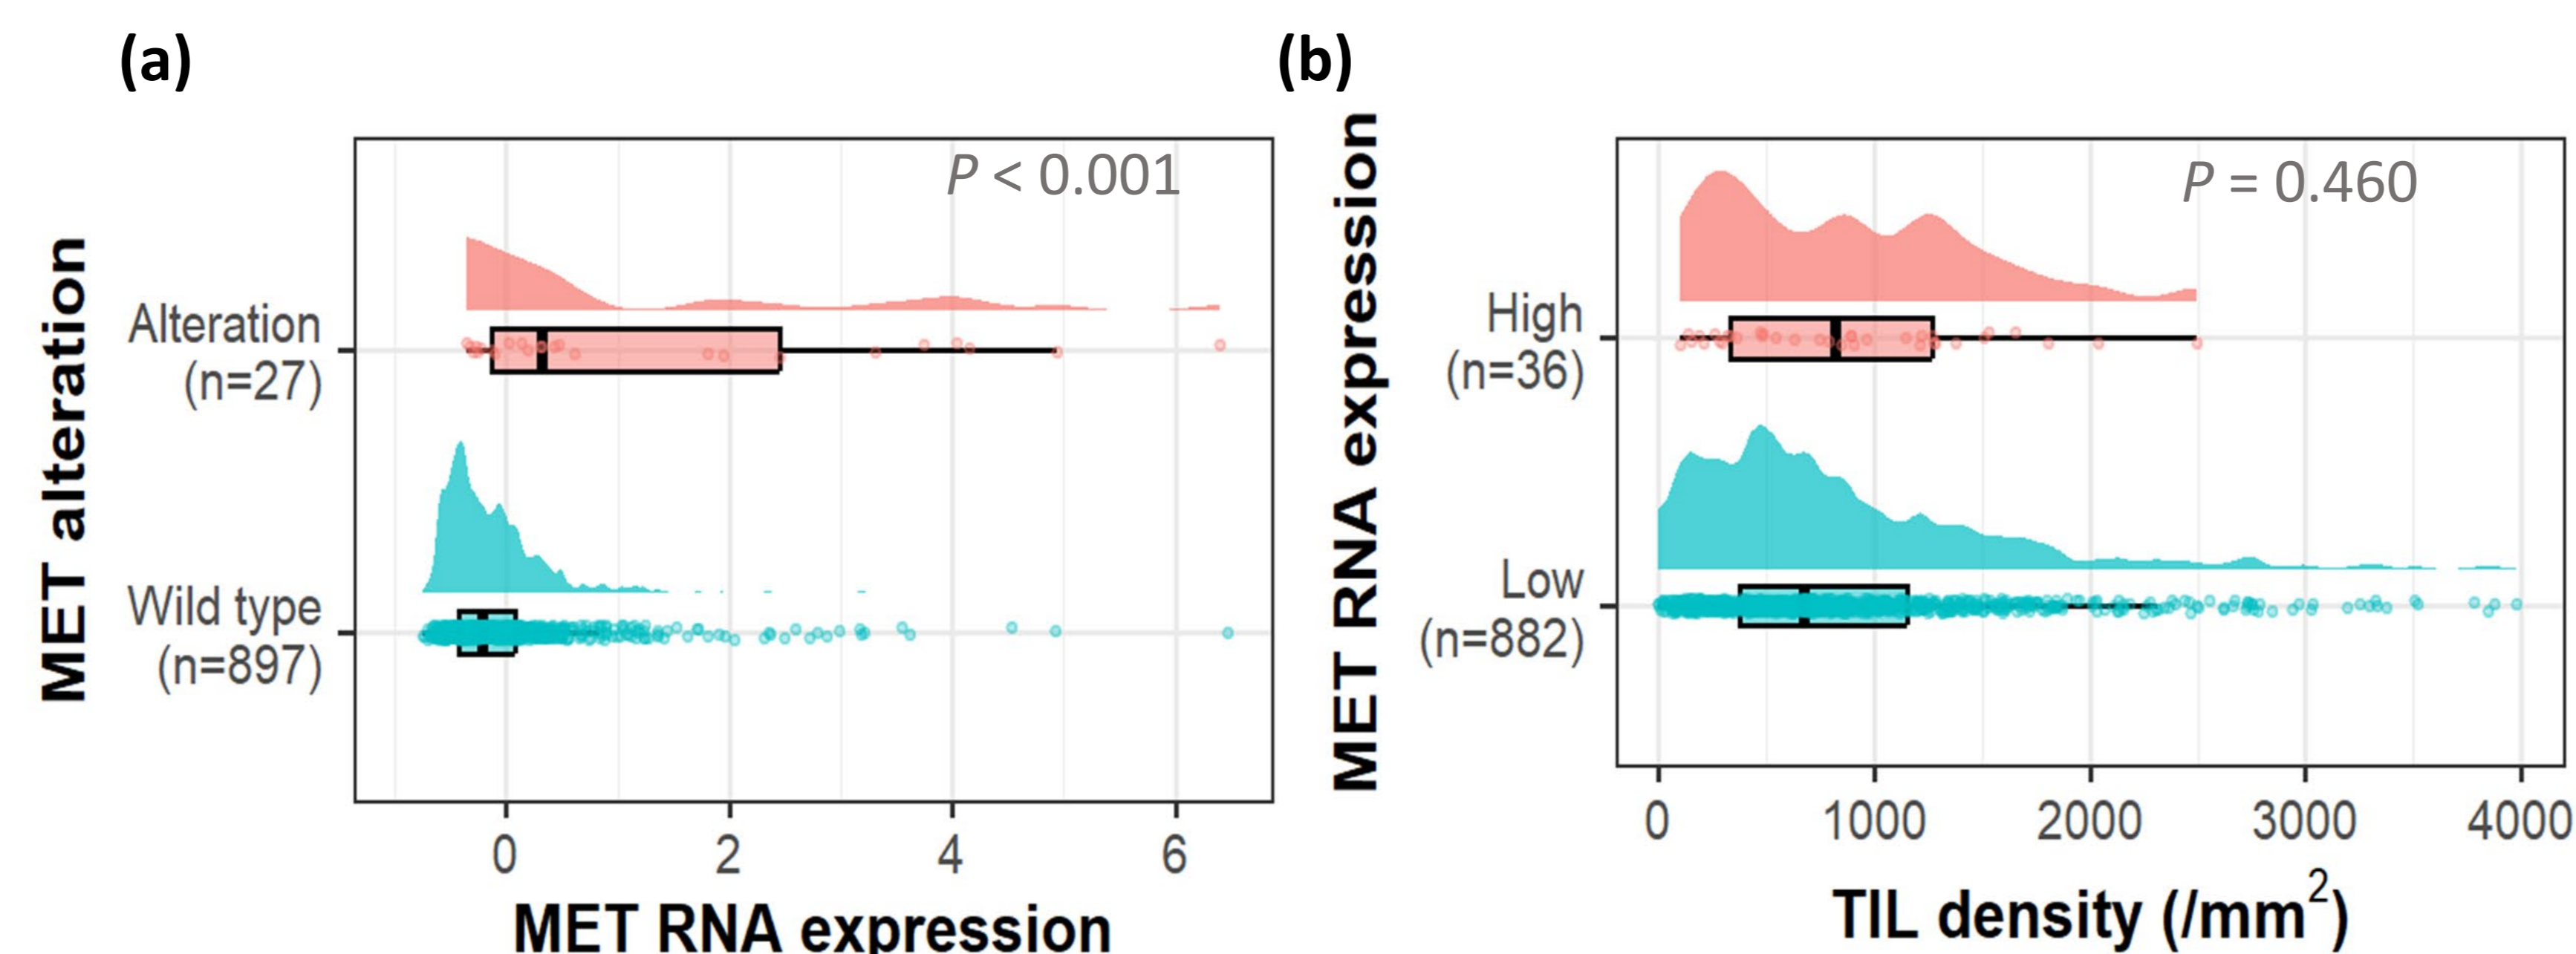 (a)
MET alteration
Alteration
(n=27)
Wild type
(n=897)
P < 0.001
0 2 4 6
MET RNA expression
(b)
MET RNA expression
High
(n=36)
Low
(n=882)
P = 0.460
0 1000 2000 3000 4000
TIL density (/mm²)